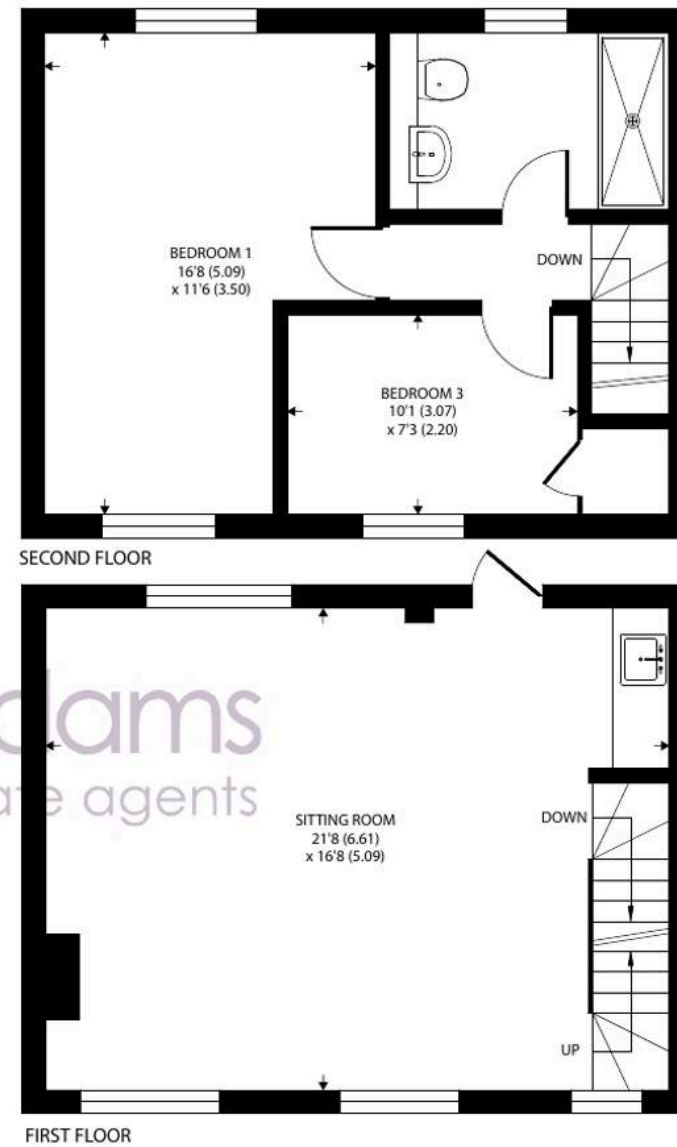 BEDROOM 1
16'8 (5.09)
x 11'6 (3.50)
DOWN
BEDROOM 3
10'1 (3.07)
x 7'3 (2.20)
SECOND FLOOR
dams
agents
SITTING ROOM
21'8 (6.61)
x 16'8 (5.09)
DOWN
UP
FIRST FLOOR